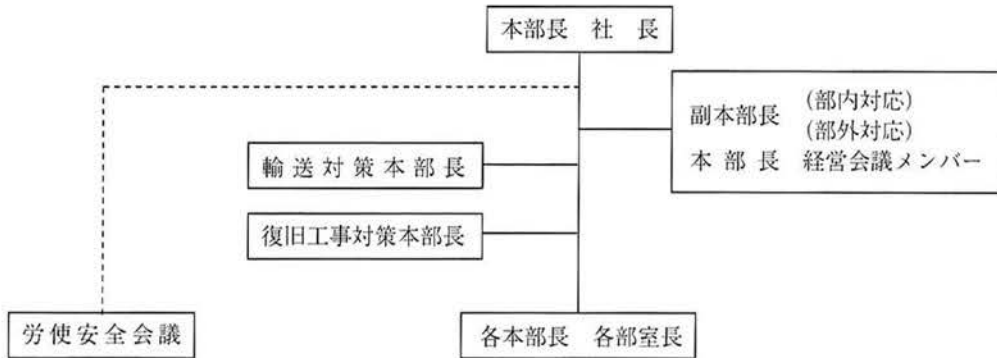 本部長 社 長
副本部長 (部内対応)
(部外対応)
本 部 長 経営会議メンバー
輸 送 対 策 本 部 長
復旧工事対策本部長
労 使 安 全 会 議
各本部長 各部室長